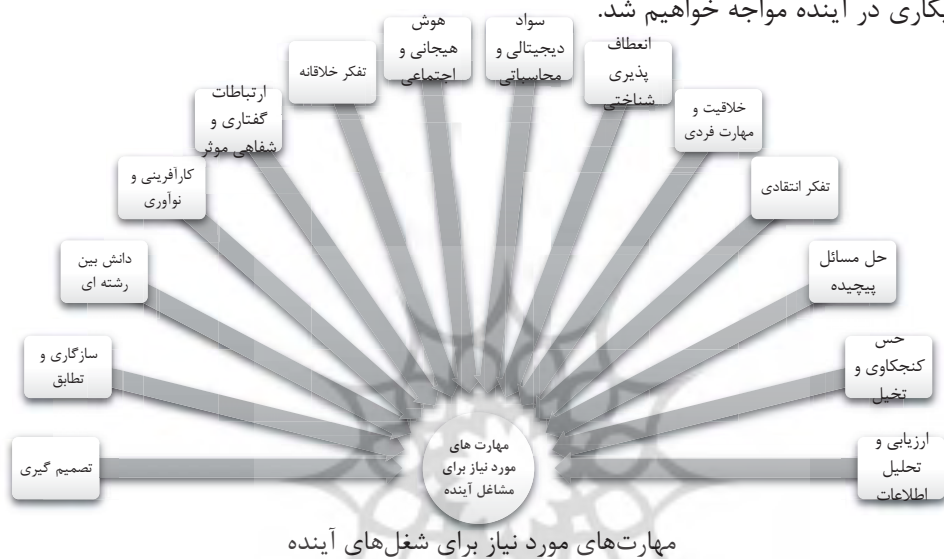 یکاری در آینده مواجه خواهیم شد.
هوش
هیجانی و
اجتماعی
سواد
دیجیتالی و
محاسباتی
انعطاف
پذیری
شناختی
خلاقیت و
مهارت فردی
تفکر انتقادی
حل مسائل
پیچیده
حس
کنجکاوی و
تخیل
ارزیابی و
تحلیل
اطلاعات
تفکر خلاقانه
ارتباطات
گفتاری و
شفاهی موثر
کارآفرینی و
نوآوری
دانش بین
رشته ای
سازگاری و
تطابق
تصمیم گیری
مهارت های
مورد نیاز برای
مشاغل آینده
مهارت‌های مورد نیاز برای شغل‌های آینده